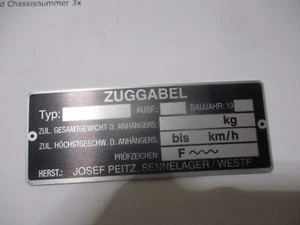 d Chassisnummer 3x
ZUGGABEL
Typ: AUSF.: BAUJAHR: 19
ZUL. GESAMTGEWICHT D. ANHÄNGERS: kg
ZUL. HÖCHSTGESCHW. D. ANHÄNGERS: bis km/h
PRÜFZEICHEN: F
HERST.: JOSEF PEITZ, SENNELAGER / WESTF